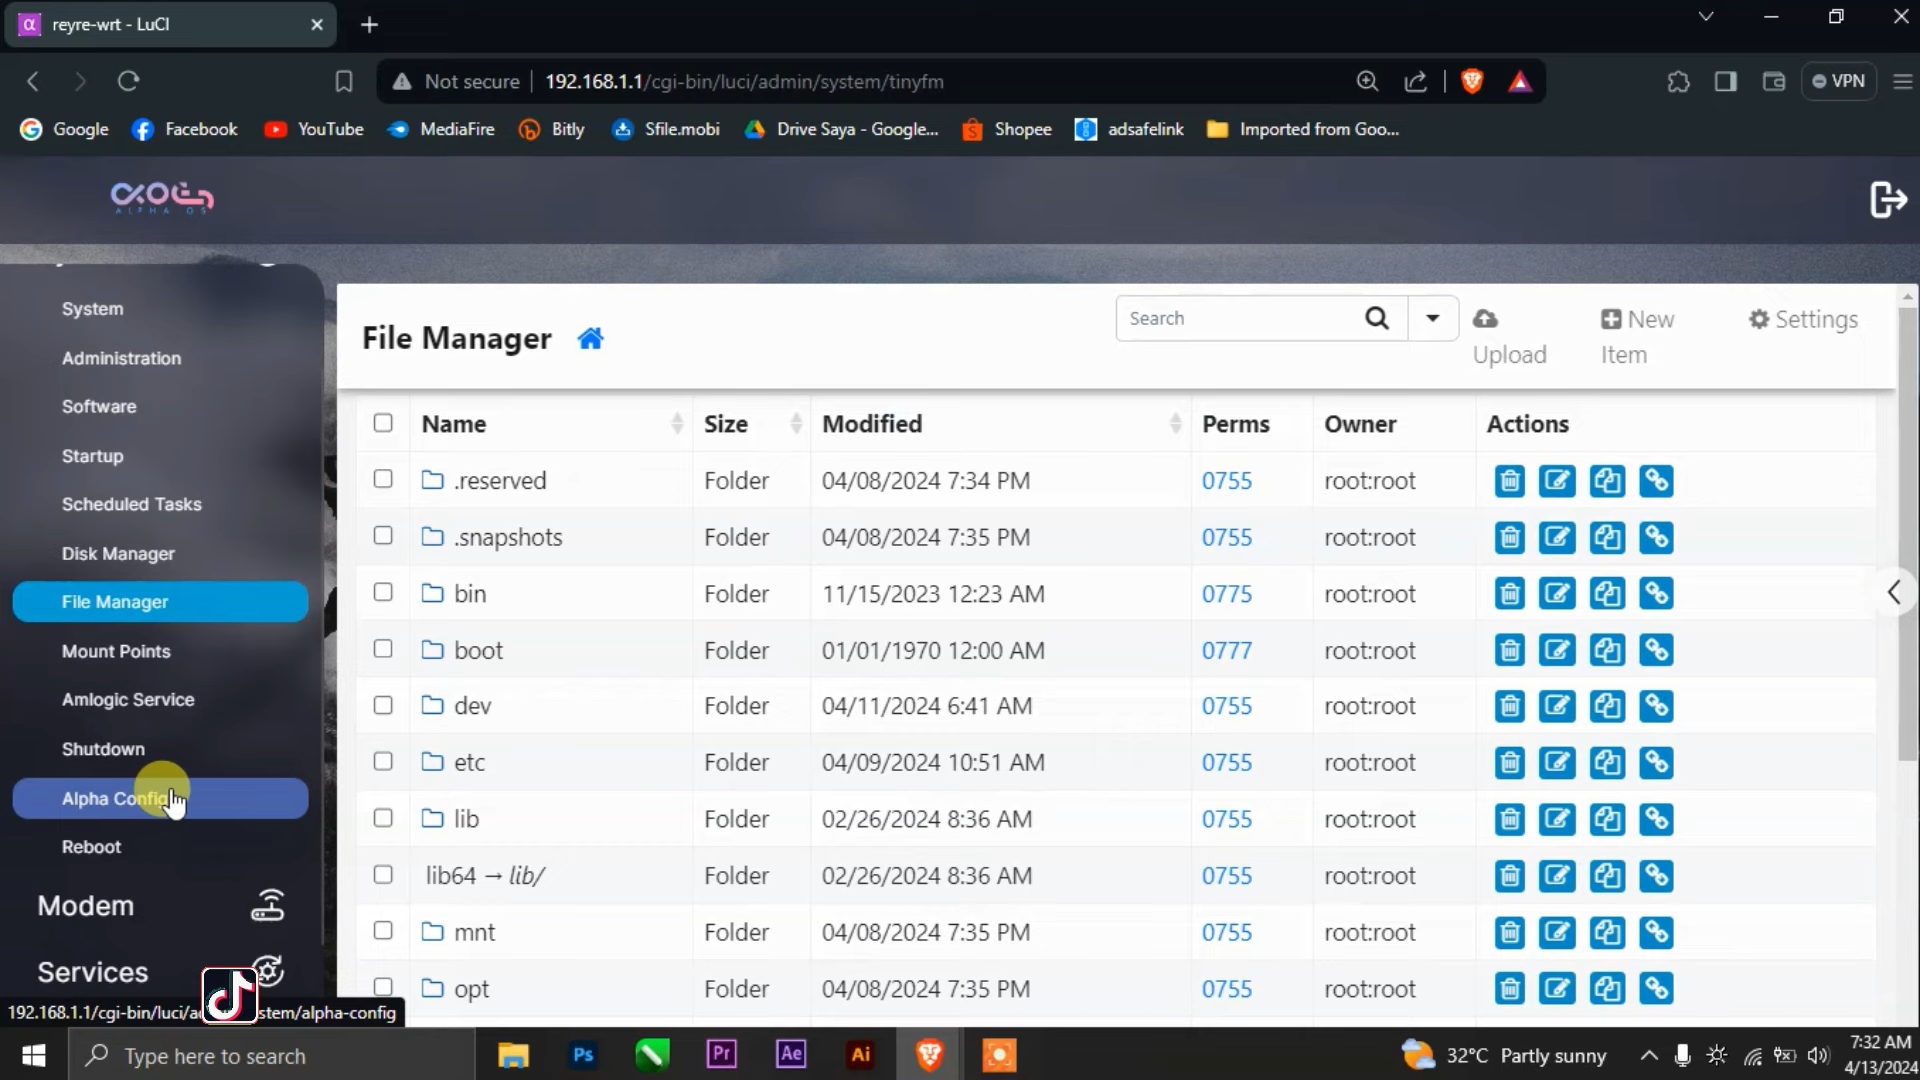 reyre-wrt - LuCI
Not secure 192.168.1.1/cgi-bin/luci/admin/system/tinyfm
VPN
Google Facebook YouTube MediaFire Bitly Sfile.mobi Drive Saya - Google... Shopee adsafelink Imported from Goo...
ALPHA OS
System
Administration
Software
Startup
Scheduled Tasks
Disk Manager
File Manager
Mount Points
Amlogic Service
Shutdown
Alpha Config
Reboot
Modem
Services
File Manager
Search
Upload
New Item
Settings
Name Size Modified Perms Owner Actions
.reserved Folder 04/08/2024 7:34 PM 0755 root:root
.snapshots Folder 04/08/2024 7:35 PM 0755 root:root
bin Folder 11/15/2023 12:23 AM 0775 root:root
boot Folder 01/01/1970 12:00 AM 0777 root:root
dev Folder 04/11/2024 6:41 AM 0755 root:root
etc Folder 04/09/2024 10:51 AM 0755 root:root
lib Folder 02/26/2024 8:36 AM 0755 root:root
lib64 → lib/ Folder 02/26/2024 8:36 AM 0755 root:root
mnt Folder 04/08/2024 7:35 PM 0755 root:root
opt Folder 04/08/2024 7:35 PM 0755 root:root
192.168.1.1/cgi-bin/luci/a stem/alpha-config
Type here to search
Ps Pr Ae Ai
32°C Partly sunny
7:32 AM
4/13/2024